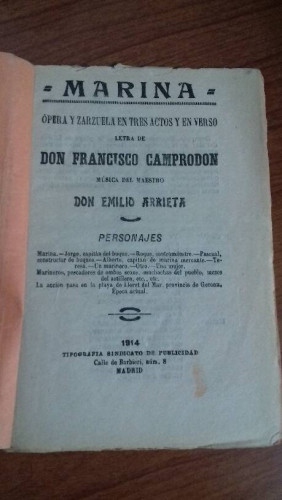 MARINA
ÓPERA Y ZARZUELA EN TRES ACTOS Y EN VERSO
LETRA DE
DON FRANCISCO CAMPRODON
MÚSICA DEL MAESTRO
DON EMILIO ARRIETA
PERSONAJES
Marina.—Jorge, capitán del buque.—Roque, contramaestre.—Pascual,
constructor de buques.—Alberto, capitán de marina mercante.—Te-
resa.—Un marinero.—Otro.—Una mujer.
Marineros, pescadores de ambos sexos, muchachas del pueblo, mozos
del astillero, etc., etc.
La acción pasa en la playa de Lloret del Mar, provincia de Gerona.
Época actual.
1914
TIPOGRAFIA SINDICATO DE PUBLICIDAD
Calle de Barbieri, núm. 8
MADRID